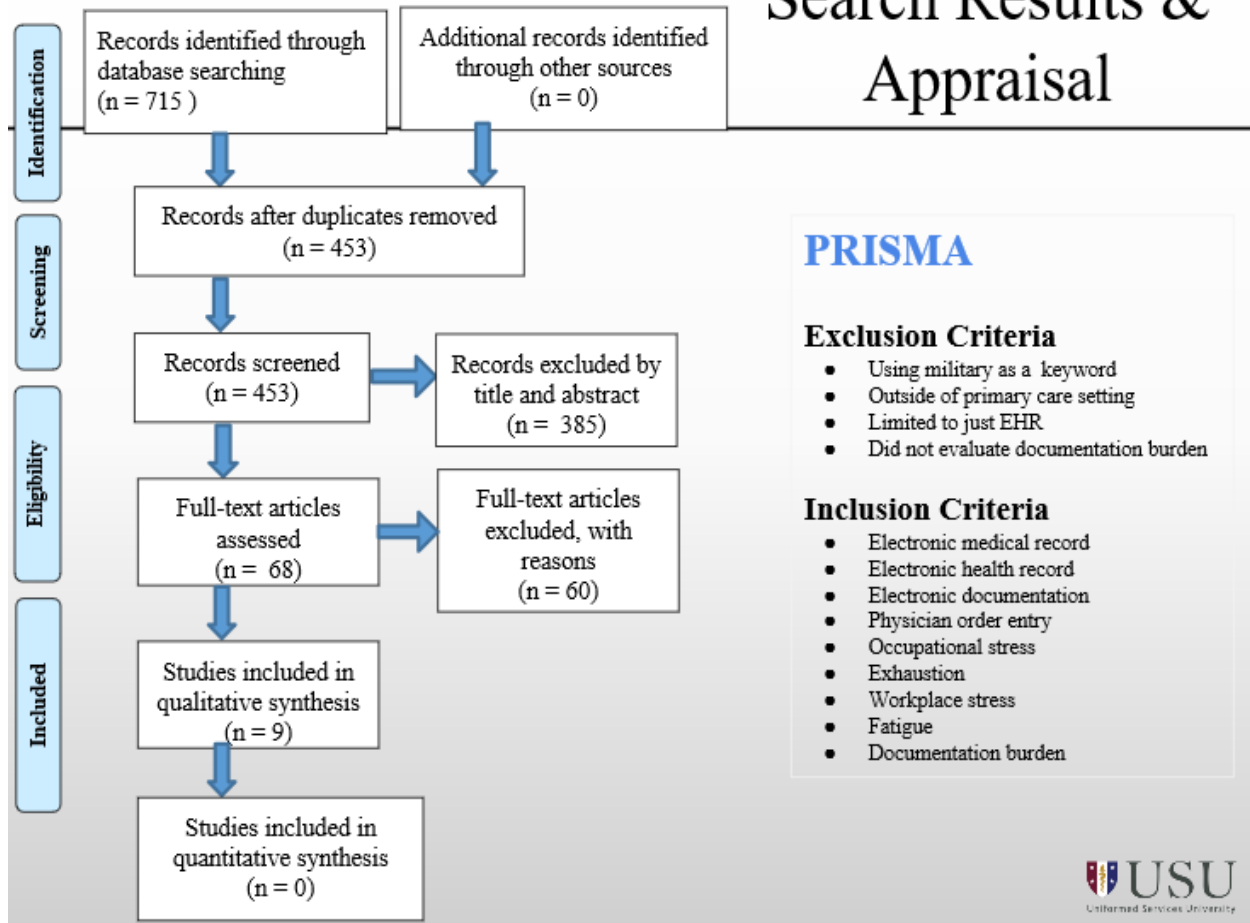 Search Results &
Appraisal
Identification
Records identified through
database searching
(n = 715 )
Additional records identified
through other sources
(n = 0)
Screening
Records after duplicates removed
(n = 453)
Records screened
(n = 453)
Records excluded by
title and abstract
(n = 385)
Eligibility
Full-text articles
assessed
(n = 68)
Full-text articles
excluded, with
reasons
(n = 60)
Included
Studies included in
qualitative synthesis
(n = 9)
Studies included in
quantitative synthesis
(n = 0)
PRISMA
Exclusion Criteria
● Using military as a keyword
● Outside of primary care setting
● Limited to just EHR
● Did not evaluate documentation burden
Inclusion Criteria
● Electronic medical record
● Electronic health record
● Electronic documentation
● Physician order entry
● Occupational stress
● Exhaustion
● Workplace stress
● Fatigue
● Documentation burden
USU
Uniformed Services University